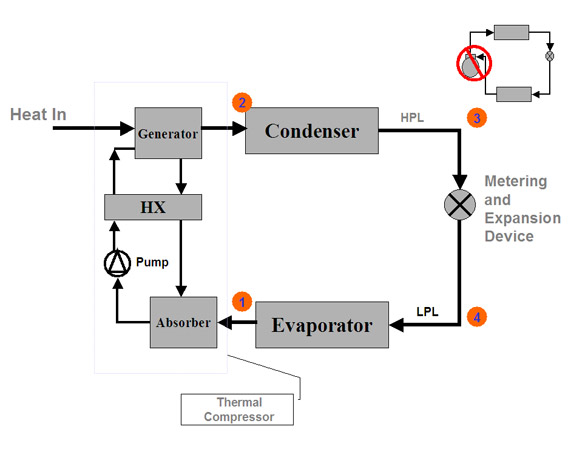 Heat In
Generator
2
Condenser
HPL
3
HX
Metering
and
Expansion
Device
Pump
1
Absorber
Evaporator
LPL
4
Thermal
Compressor